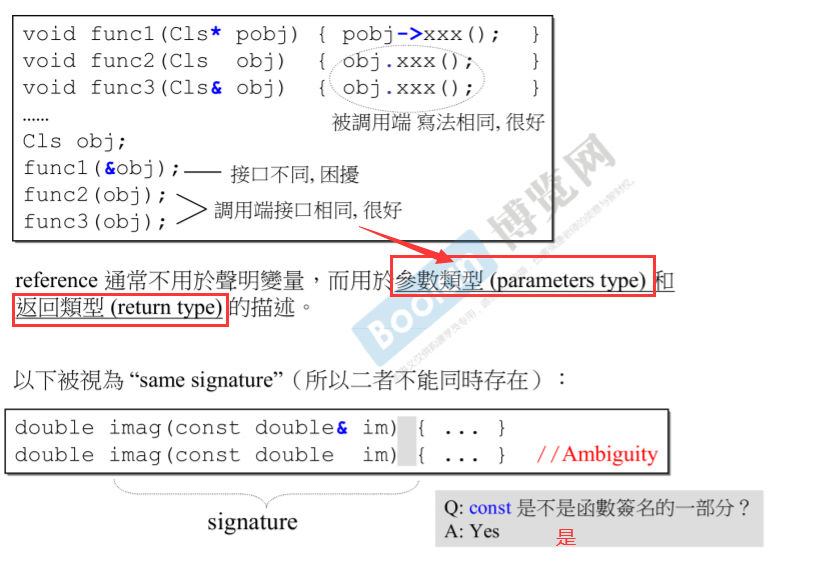 void func1(Cls* pobj) { pobj->xxx(); }
void func2(Cls obj) { obj.xxx(); }
void func3(Cls& obj) { obj.xxx(); }
......
被調用端 寫法相同, 很好
Cls obj;
func1(&obj); 接口不同, 困擾
func2(obj);
調用端接口相同, 很好
func3(obj);
reference 通常不用於聲明變量，而用於參數類型 (parameters type) 和
返回類型 (return type) 的描述。
以下被視為 “same signature”（所以二者不能同時存在）：
double imag(const double& im) { ... }
double imag(const double im) { ... } //Ambiguity
signature
Q: const 是不是函數簽名的一部分？
A: Yes 是
博览网